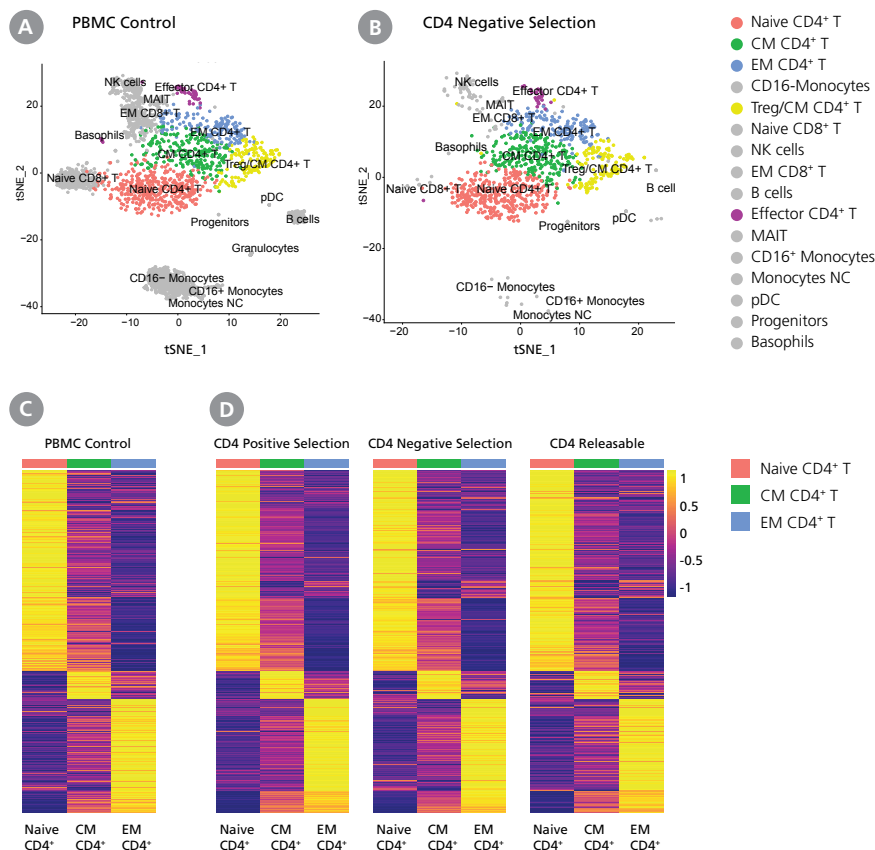 A
PBMC Control
B
CD4 Negative Selection
NK cells
Effector CD4+ T
MAIT
EM CD8+ T
Basophils
EM CD4+ T
CM CD4+ T
Treg/CM CD4+ T
Naive CD8+ T
Naive CD4+ T
pDC
Progenitors
B cells
Granulocytes
CD16− Monocytes
CD16+ Monocytes
Monocytes NC
20
0
−20
−40
tSNE_2
−20
−10
0
10
20
tSNE_1
NK cells
Effector CD4+ T
MAIT
EM CD8+ T
EM CD4+ T
Basophils
CM CD4+ T
Treg/CM CD4+ T
Naive CD8+ T
Naive CD4+ T
B cell
pDC
Progenitors
CD16− Monocytes
CD16+ Monocytes
Monocytes NC
20
0
−20
−40
tSNE_2
−20
−10
0
10
20
tSNE_1
Naive CD4⁺ T
CM CD4⁺ T
EM CD4⁺ T
CD16-Monocytes
Treg/CM CD4⁺ T
Naive CD8⁺ T
NK cells
EM CD8⁺ T
B cells
Effector CD4⁺ T
MAIT
CD16⁺ Monocytes
Monocytes NC
pDC
Progenitors
Basophils
C
D
PBMC Control
CD4 Positive Selection
CD4 Negative Selection
CD4 Releasable
1
0.5
0
-0.5
-1
Naive CD4⁺ T
CM CD4⁺ T
EM CD4⁺ T
Naive CD4⁺
CM CD4⁺
EM CD4⁺
Naive CD4⁺
CM CD4⁺
EM CD4⁺
Naive CD4⁺
CM CD4⁺
EM CD4⁺
Naive CD4⁺
CM CD4⁺
EM CD4⁺